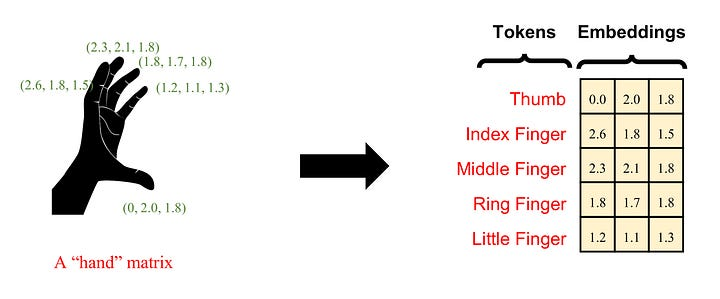 (2.3, 2.1, 1.8)
(1.8, 1.7, 1.8)
(2.6, 1.8, 1.5)
(1.2, 1.1, 1.3)
(0, 2.0, 1.8)
A “hand” matrix
Tokens Embeddings
Thumb 0.0 2.0 1.8
Index Finger 2.6 1.8 1.5
Middle Finger 2.3 2.1 1.8
Ring Finger 1.8 1.7 1.8
Little Finger 1.2 1.1 1.3